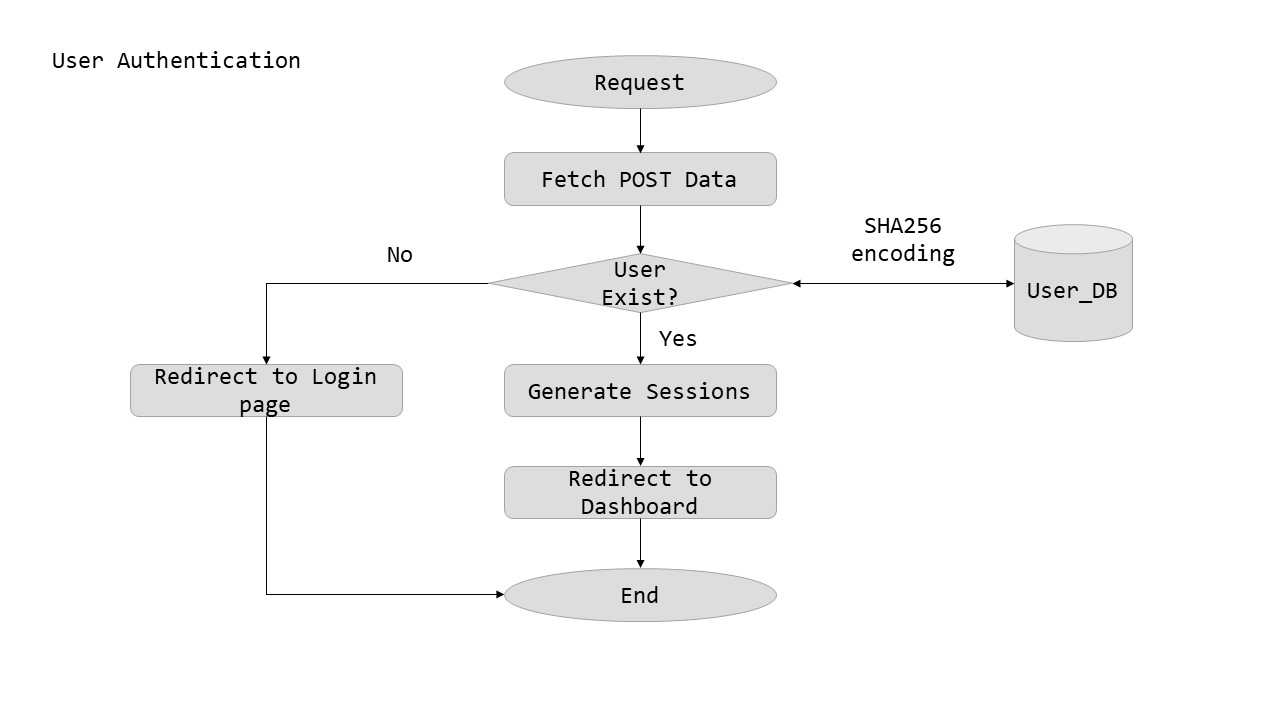 User Authentication
Request
Fetch POST Data
SHA256
encoding
No
User
Exist?
User_DB
Yes
Redirect to Login
page
Generate Sessions
Redirect to
Dashboard
End